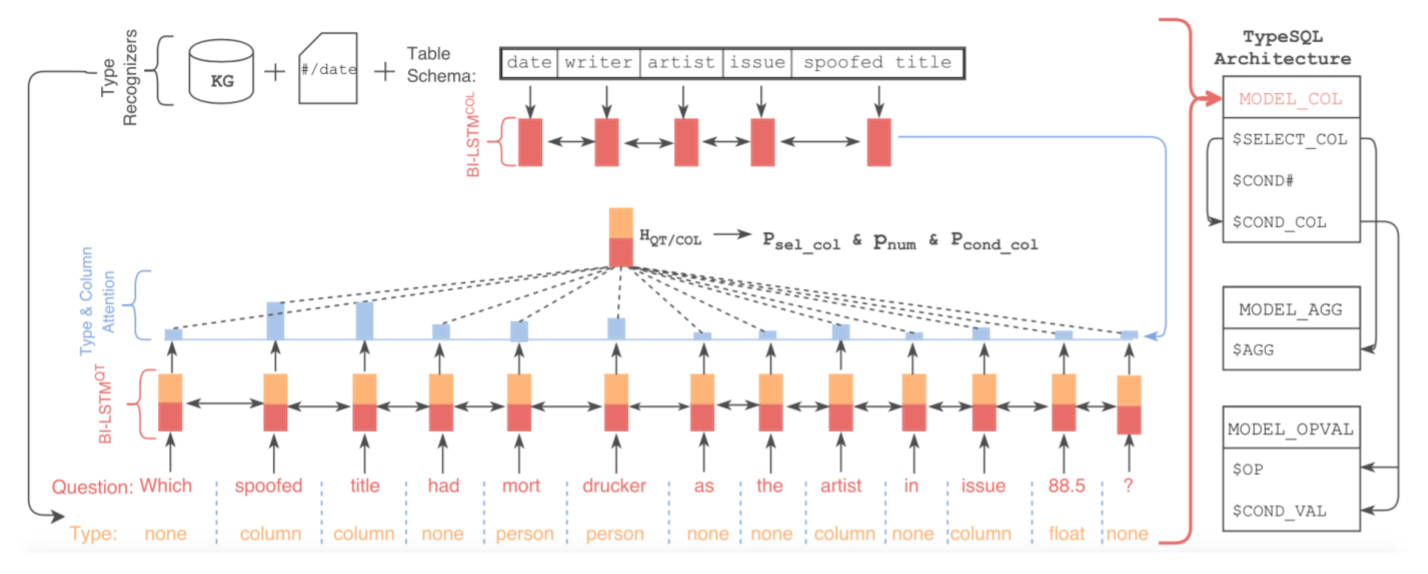 Type Recognizers
KG
+
#/date
+
Table Schema:
date writer artist issue spoofed title
BI-LSTM^COL
H_QT/COL → P_sel_col & p_num & P_cond_col
Type & Column Attention
BI-LSTM^QT
Question: Which spoofed title had mort drucker as the artist in issue 88.5 ?
Type: none column column none person person none none column none column float none
TypeSQL
Architecture
MODEL_COL
$SELECT_COL
$COND#
$COND_COL
MODEL_AGG
$AGG
MODEL_OPVAL
$OP
$COND_VAL